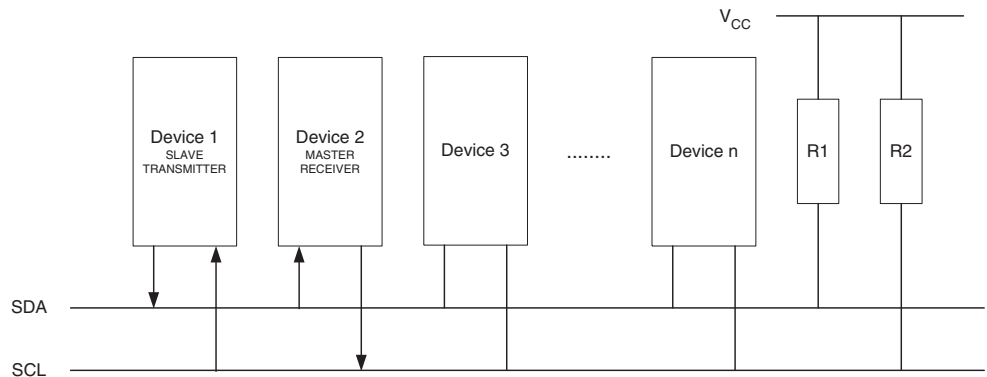 V_CC
Device 1
SLAVE
TRANSMITTER
Device 2
MASTER
RECEIVER
Device 3
........
Device n
R1
R2
SDA
SCL